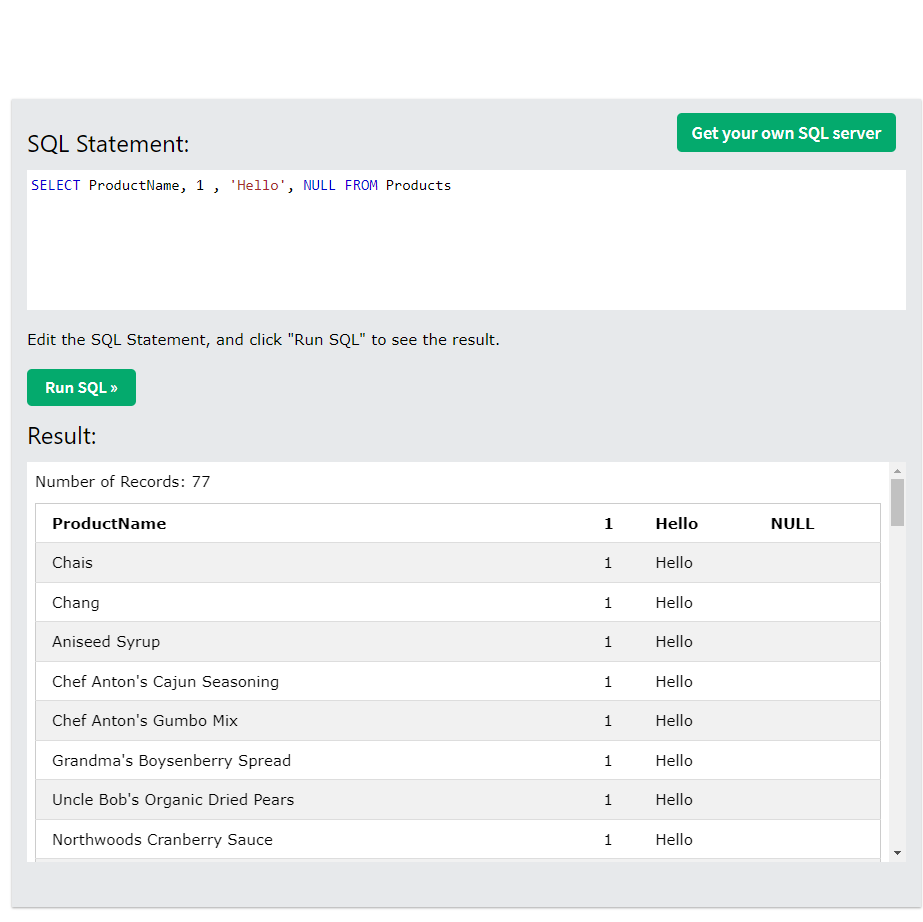 Get your own SQL server
SQL Statement:
SELECT ProductName, 1 , 'Hello', NULL FROM Products
Edit the SQL Statement, and click "Run SQL" to see the result.
Run SQL »
Result:
Number of Records: 77
ProductName 1 Hello NULL
Chais 1 Hello
Chang 1 Hello
Aniseed Syrup 1 Hello
Chef Anton's Cajun Seasoning 1 Hello
Chef Anton's Gumbo Mix 1 Hello
Grandma's Boysenberry Spread 1 Hello
Uncle Bob's Organic Dried Pears 1 Hello
Northwoods Cranberry Sauce 1 Hello